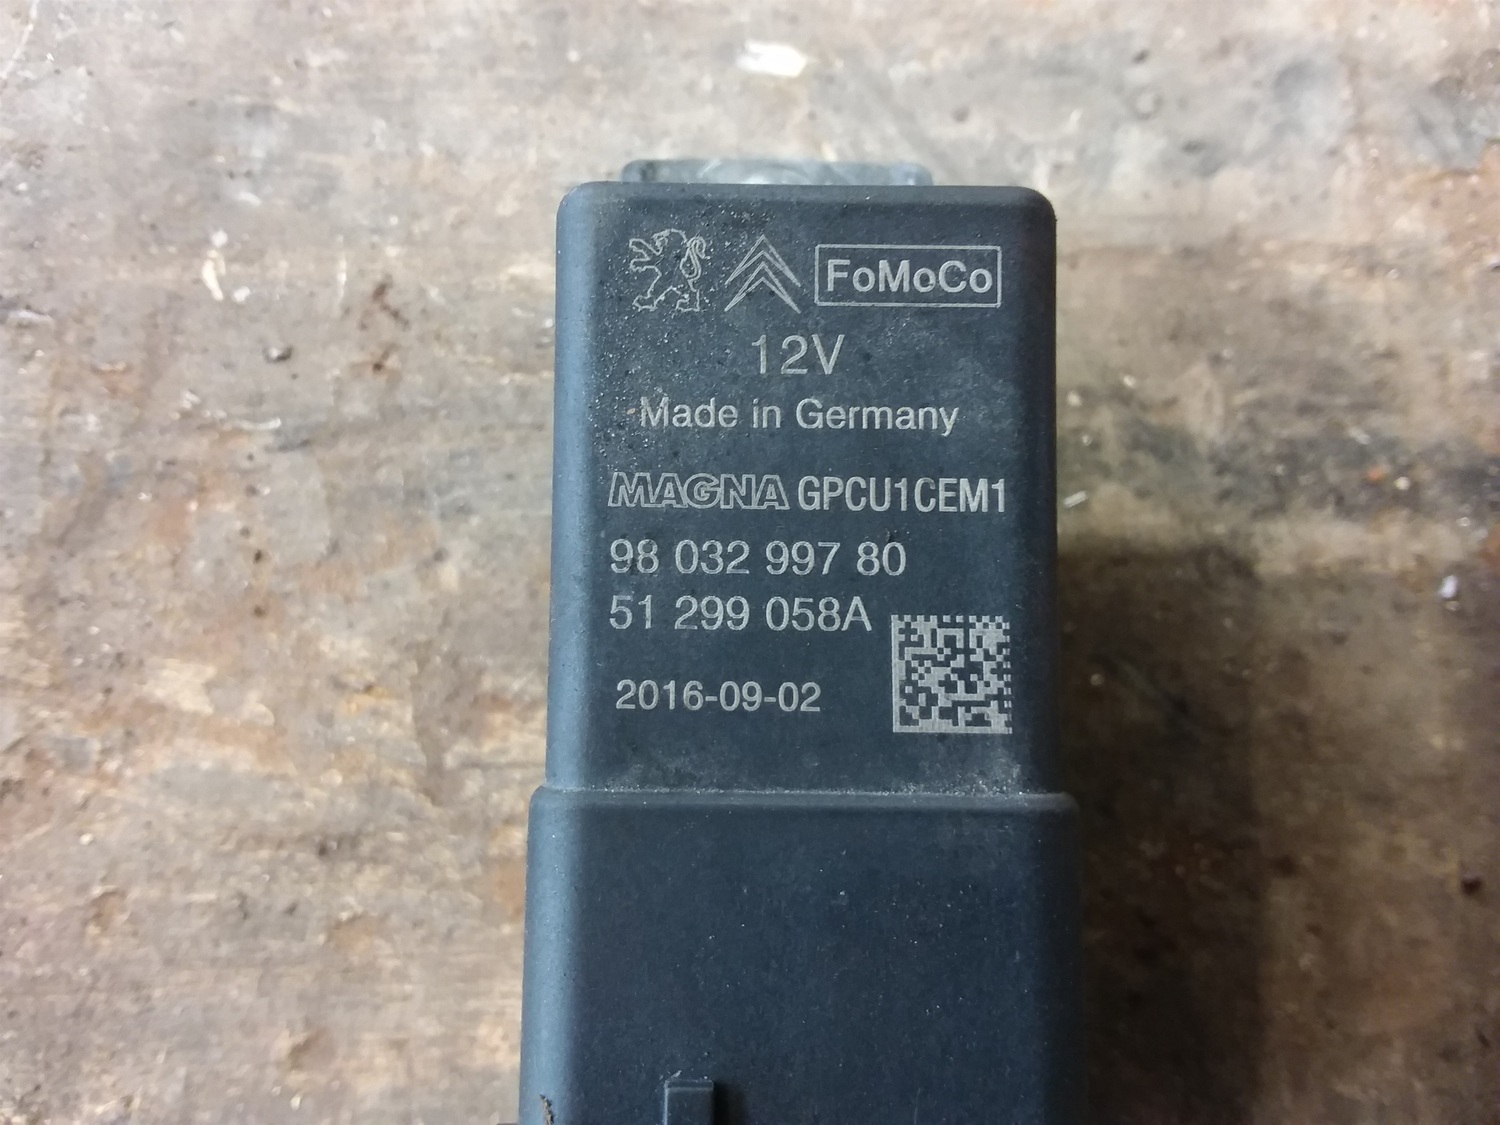 FoMoCo
12V
Made in Germany
MAGNA GPCU1CEM1
98 032 997 80
51 299 058A
2016-09-02